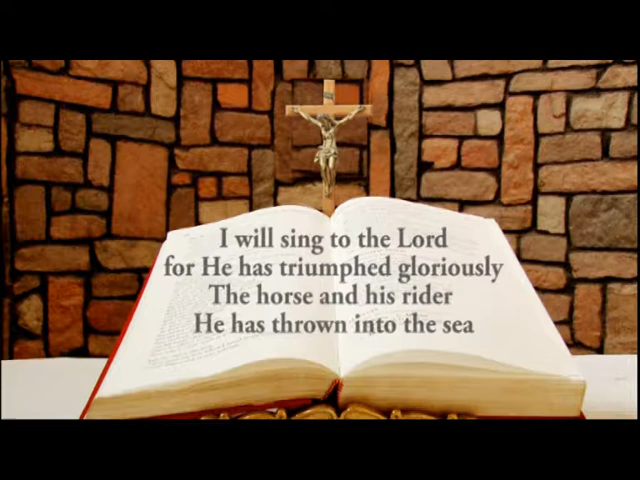 I will sing to the Lord
for He has triumphed gloriously
The horse and his rider
He has thrown into the sea